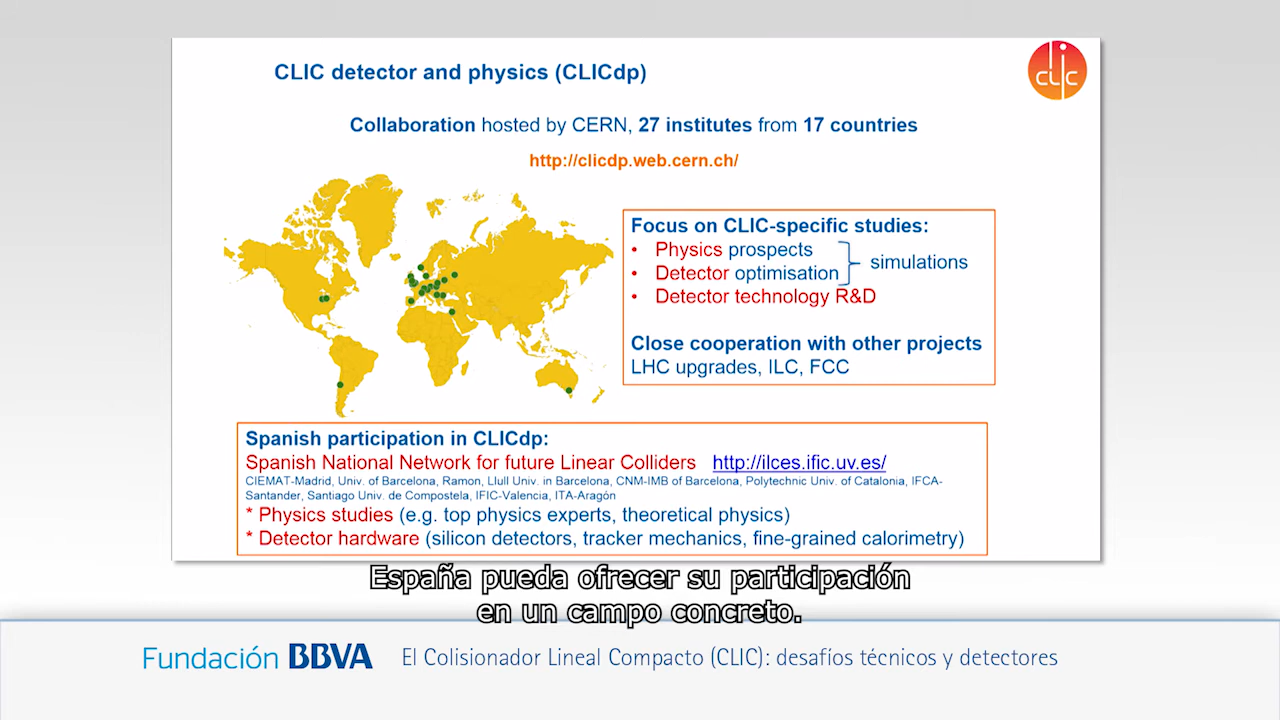 CLIC detector and physics (CLICdp)
clic
Collaboration hosted by CERN, 27 institutes from 17 countries
http://clicdp.web.cern.ch/
Focus on CLIC-specific studies:
• Physics prospects
• Detector optimisation
simulations
• Detector technology R&D
Close cooperation with other projects
LHC upgrades, ILC, FCC
Spanish participation in CLICdp:
Spanish National Network for future Linear Colliders http://ilces.ific.uv.es/
CIEMAT-Madrid, Univ. of Barcelona, Ramon, Llull Univ. in Barcelona, CNM-IMB of Barcelona, Polytechnic Univ. of Catalonia, IFCA-
Santander, Santiago Univ. de Compostela, IFIC-Valencia, ITA-Aragón
* Physics studies (e.g. top physics experts, theoretical physics)
* Detector hardware (silicon detectors, tracker mechanics, fine-grained calorimetry)
España pueda ofrecer su participación
en un campo concreto.
Fundación BBVA El Colisionador Lineal Compacto (CLIC): desafíos técnicos y detectores